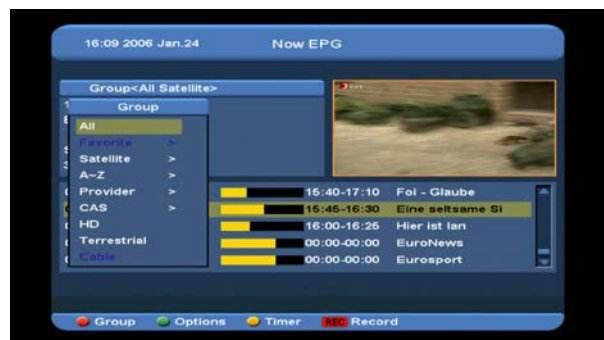 16:09 2006 Jan.24 Now EPG
Group<All Satellite>
Group
All
Favorite >
Satellite >
A~Z >
Provider >
CAS >
HD
Terrestrial
Cable
15:40-17:10 Foi - Glaube
15:45-16:30 Eine seltsame Si
16:00-16:25 Hier ist Ian
00:00-00:00 EuroNews
00:00-00:00 Eurosport
Group Options Timer REC Record